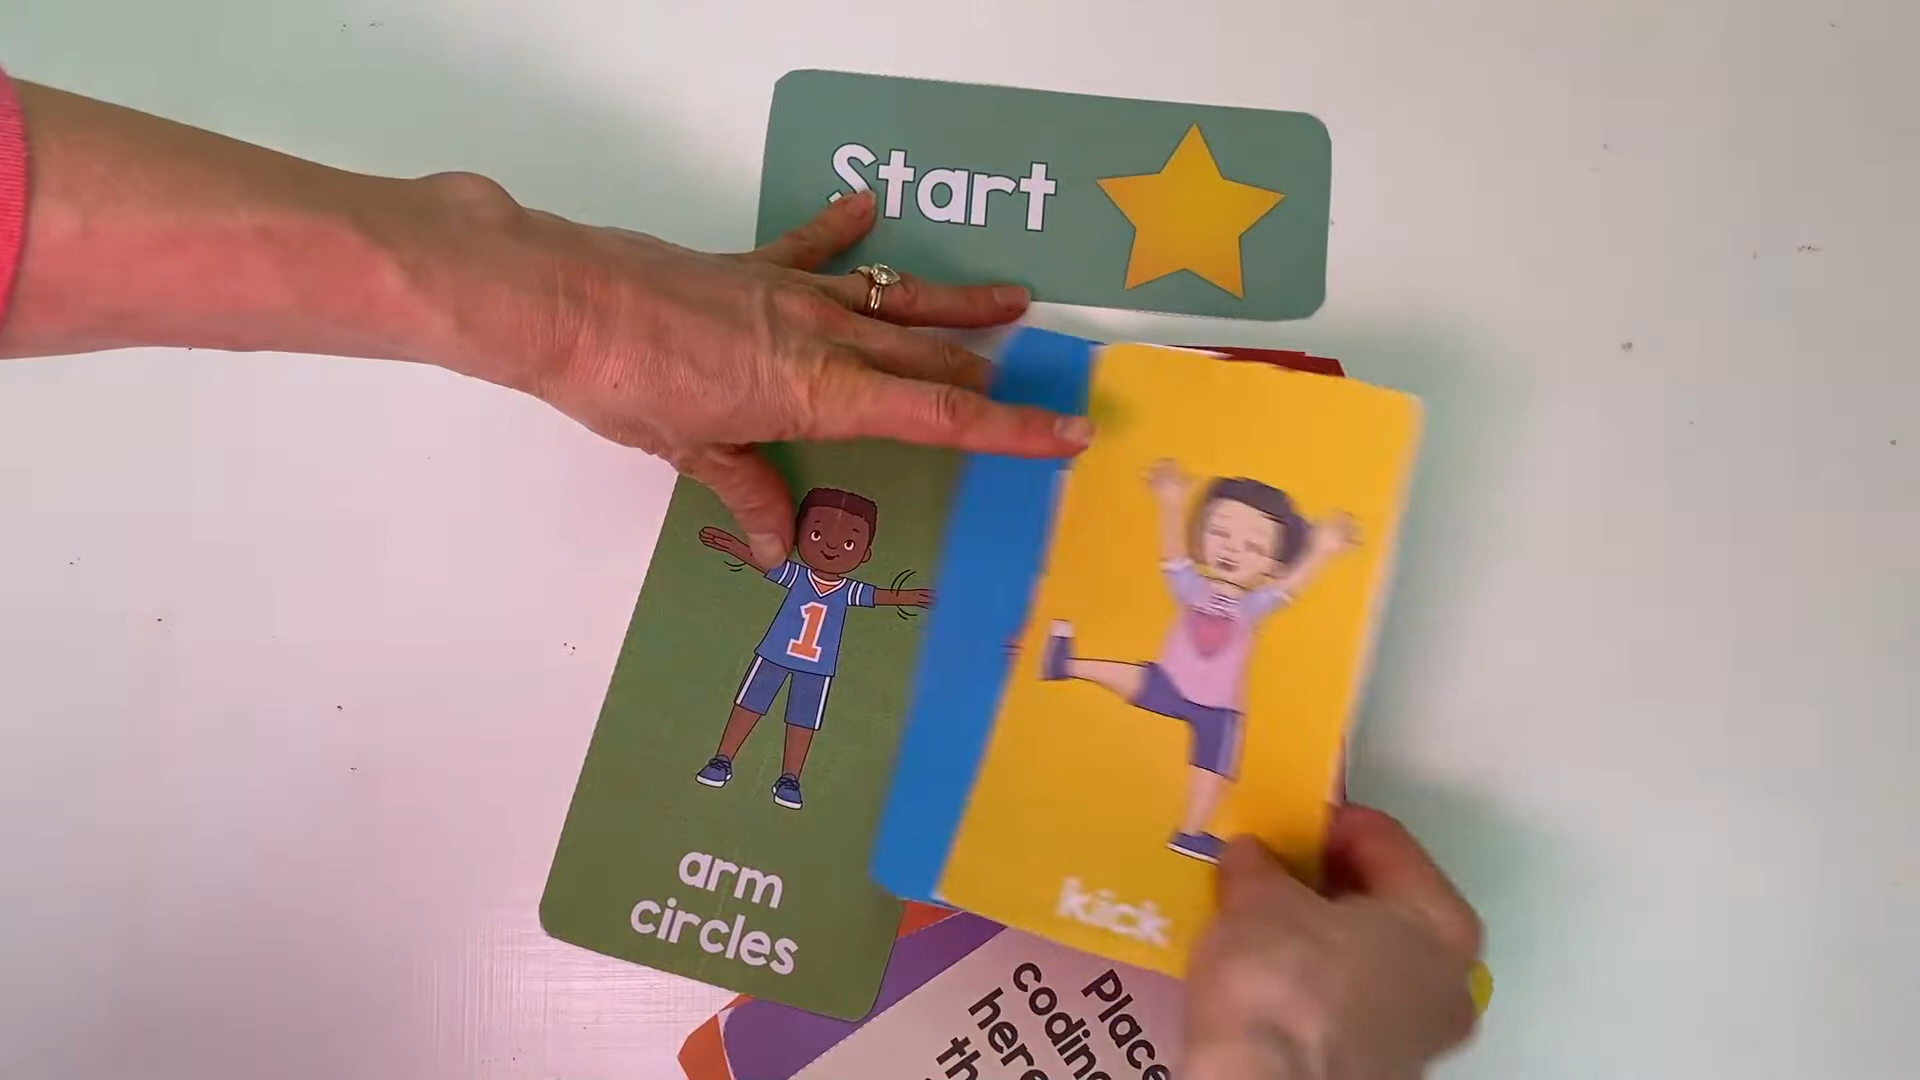 Start
1
arm
circles
kick
Place
coding
here